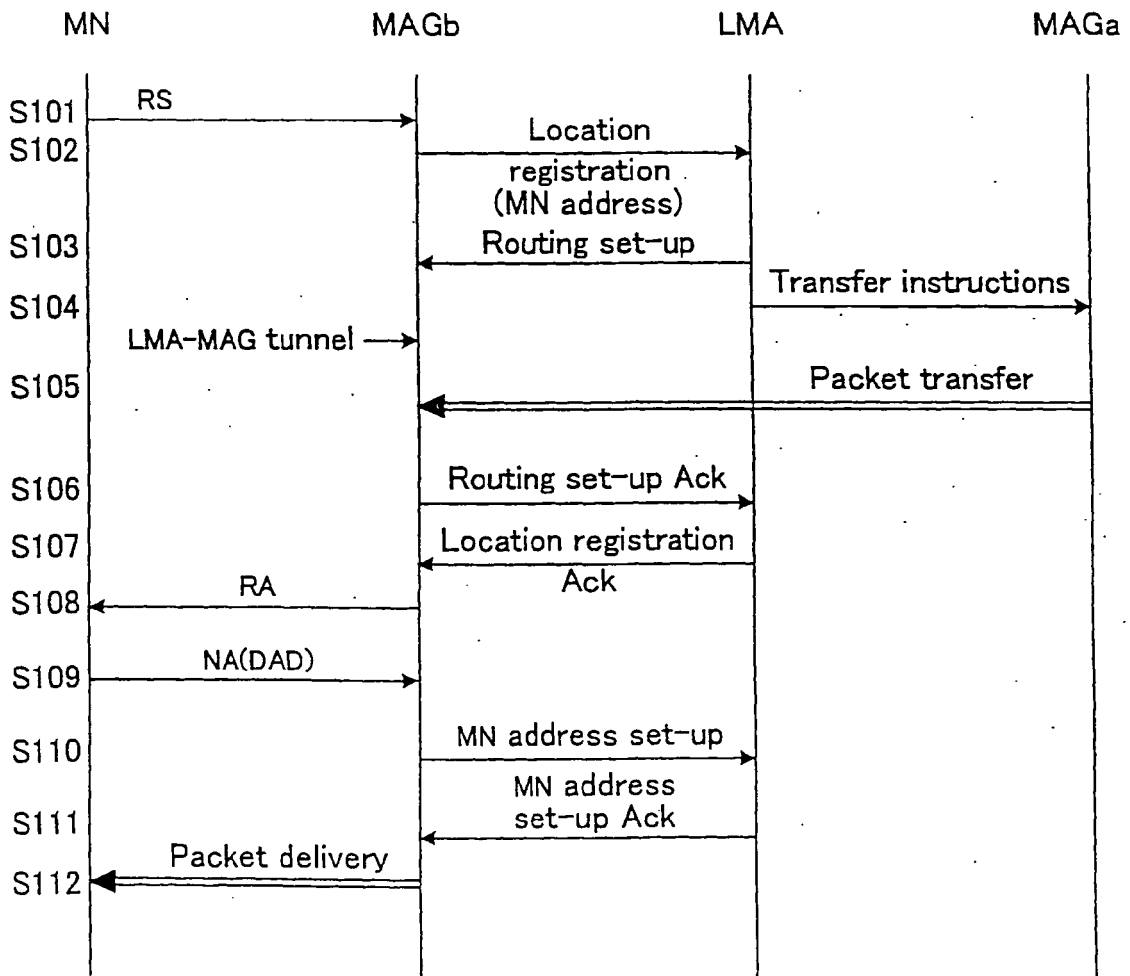 MN MAGb LMA MAGa
S101 RS
S102 Location
registration
(MN address)
S103 Routing set-up
S104 Transfer instructions
LMA-MAG tunnel
S105 Packet transfer
S106 Routing set-up Ack
S107 Location registration
Ack
S108 RA
S109 NA(DAD)
S110 MN address set-up
MN address
S111 set-up Ack
Packet delivery
S112